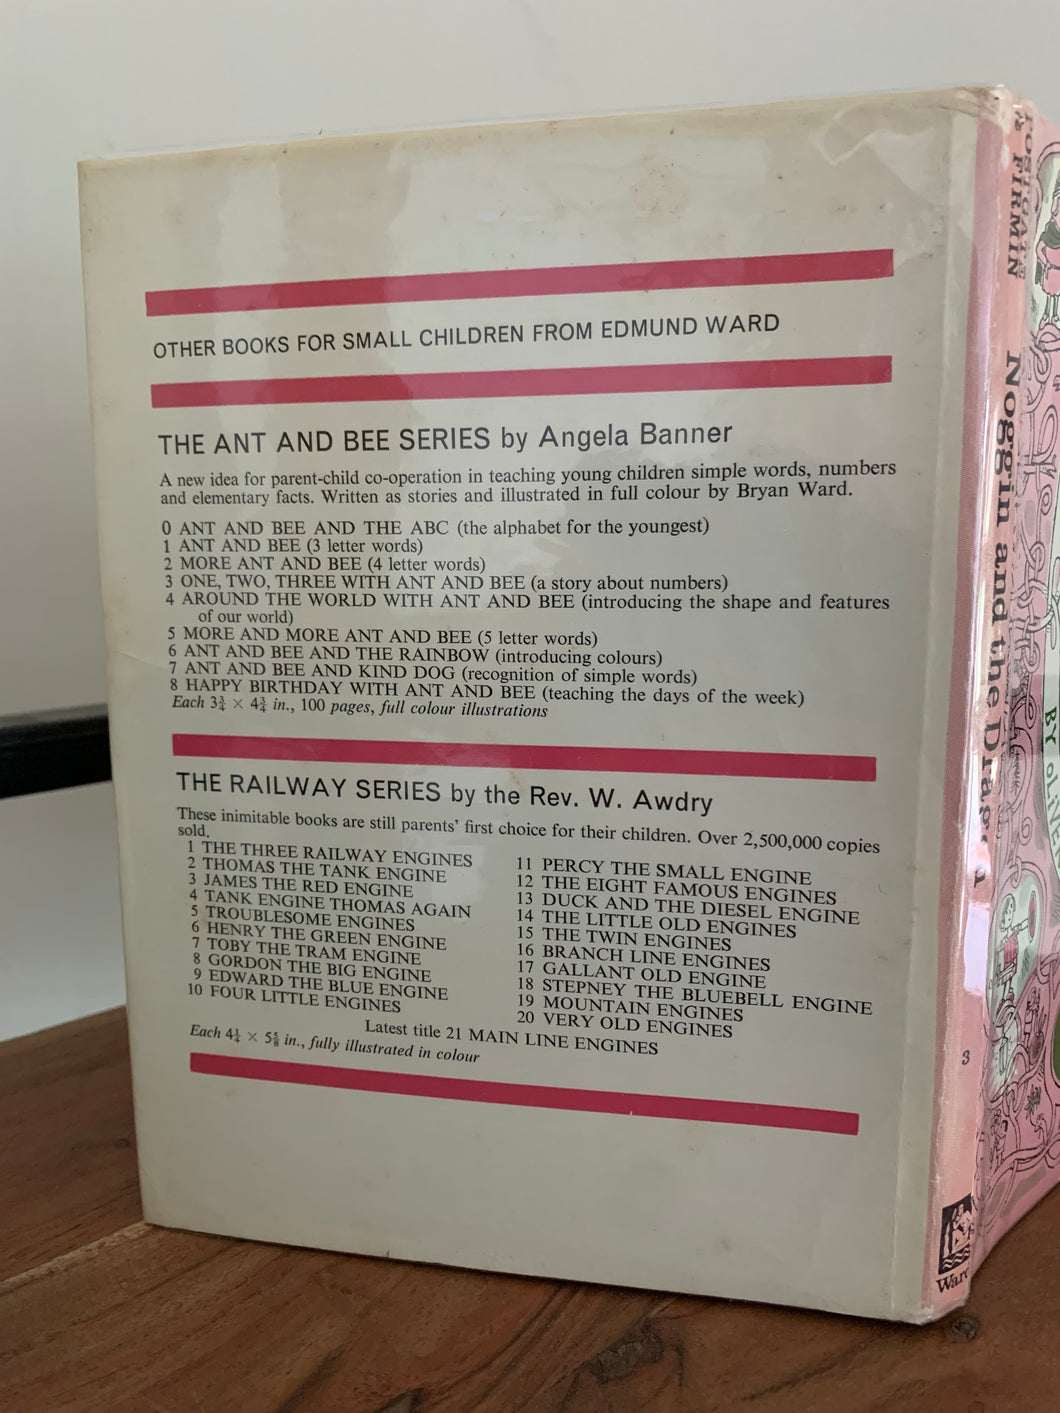 OTHER BOOKS FOR SMALL CHILDREN FROM EDMUND WARD
THE ANT AND BEE SERIES by Angela Banner
A new idea for parent-child co-operation in teaching young children simple words, numbers
and elementary facts. Written as stories and illustrated in full colour by Bryan Ward.
0 ANT AND BEE AND THE ABC (the alphabet for the youngest)
1 ANT AND BEE (3 letter words)
2 MORE ANT AND BEE (4 letter words)
3 ONE, TWO, THREE WITH ANT AND BEE (a story about numbers)
4 AROUND THE WORLD WITH ANT AND BEE (introducing the shape and features
of our world)
5 MORE AND MORE ANT AND BEE (5 letter words)
6 ANT AND BEE AND THE RAINBOW (introducing colours)
7 ANT AND BEE AND KIND DOG (recognition of simple words)
8 HAPPY BIRTHDAY WITH ANT AND BEE (teaching the days of the week)
Each 3¾ × 4¾ in., 100 pages, full colour illustrations
THE RAILWAY SERIES by the Rev. W. Awdry
These inimitable books are still parents' first choice for their children. Over 2,500,000 copies
sold.
1 THE THREE RAILWAY ENGINES
2 THOMAS THE TANK ENGINE
3 JAMES THE RED ENGINE
4 TANK ENGINE THOMAS AGAIN
5 TROUBLESOME ENGINES
6 HENRY THE GREEN ENGINE
7 TOBY THE TRAM ENGINE
8 GORDON THE BIG ENGINE
9 EDWARD THE BLUE ENGINE
10 FOUR LITTLE ENGINES
11 PERCY THE SMALL ENGINE
12 THE EIGHT FAMOUS ENGINES
13 DUCK AND THE DIESEL ENGINE
14 THE LITTLE OLD ENGINES
15 THE TWIN ENGINES
16 BRANCH LINE ENGINES
17 GALLANT OLD ENGINE
18 STEPNEY THE BLUEBELL ENGINE
19 MOUNTAIN ENGINES
20 VERY OLD ENGINES
Latest title 21 MAIN LINE ENGINES
Each 4¼ × 5⅝ in., fully illustrated in colour
POSTGATE
& FIRMIN
Noggin and the Drag
3
Ward
BY